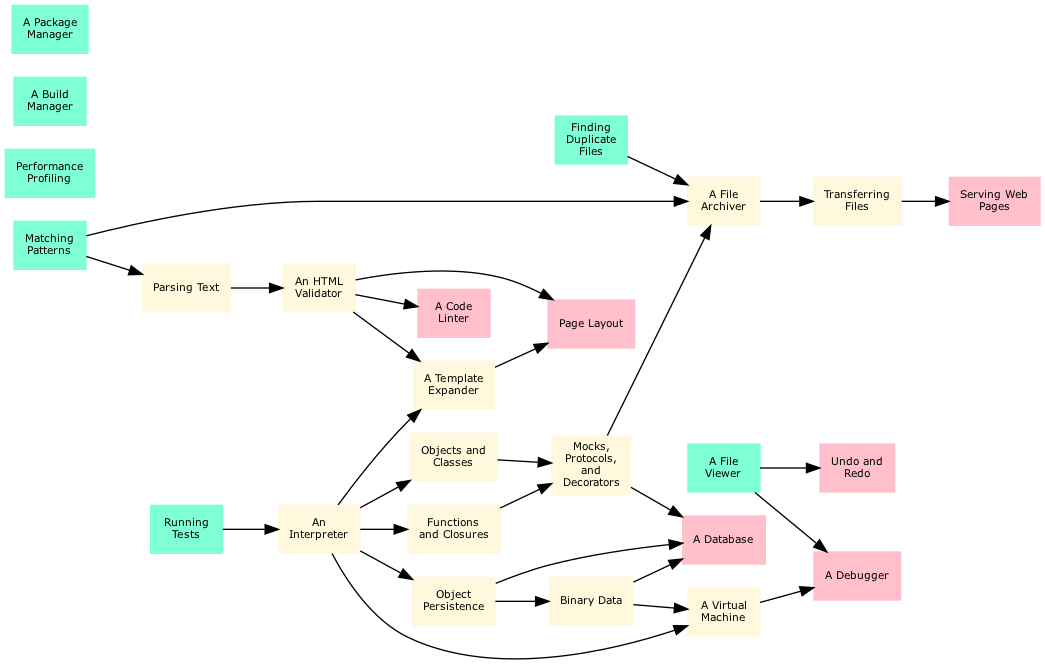 A Package
Manager
A Build
Manager
Performance
Profiling
Matching
Patterns
Finding
Duplicate
Files
A File
Archiver
Transferring
Files
Serving Web
Pages
Parsing Text
An HTML
Validator
A Code
Linter
Page Layout
A Template
Expander
Objects and
Classes
Mocks,
Protocols,
and
Decorators
A File
Viewer
Undo and
Redo
Running
Tests
An
Interpreter
Functions
and Closures
A Database
A Debugger
Object
Persistence
Binary Data
A Virtual
Machine